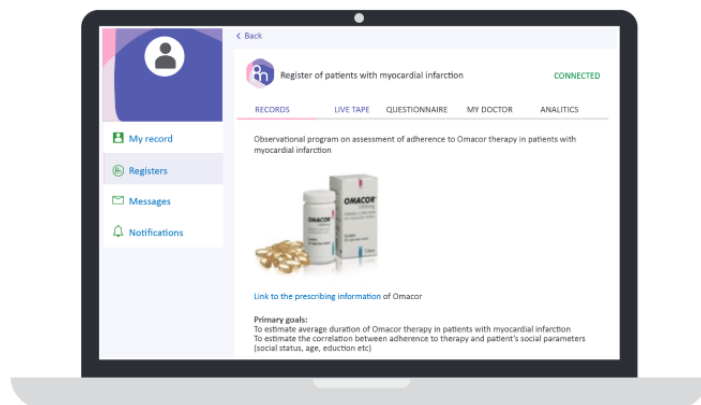 Back
Register of patients with myocardial infarction
CONNECTED
RECORDS
LIVE TAPE
QUESTIONNAIRE
MY DOCTOR
ANALITICS
My record
Registers
Messages
Notifications
Observational program on assessment of adherence to Omacor therapy in patients with
myocardial infarction
OMACOR
OMACOR
Link to the prescribing information of Omacor
Primary goals:
To estimate average duration of Omacor therapy in patients with myocardial infarction
To estimate the correlation between adherence to therapy and patient's social parameters
(social status, age, eduction etc)